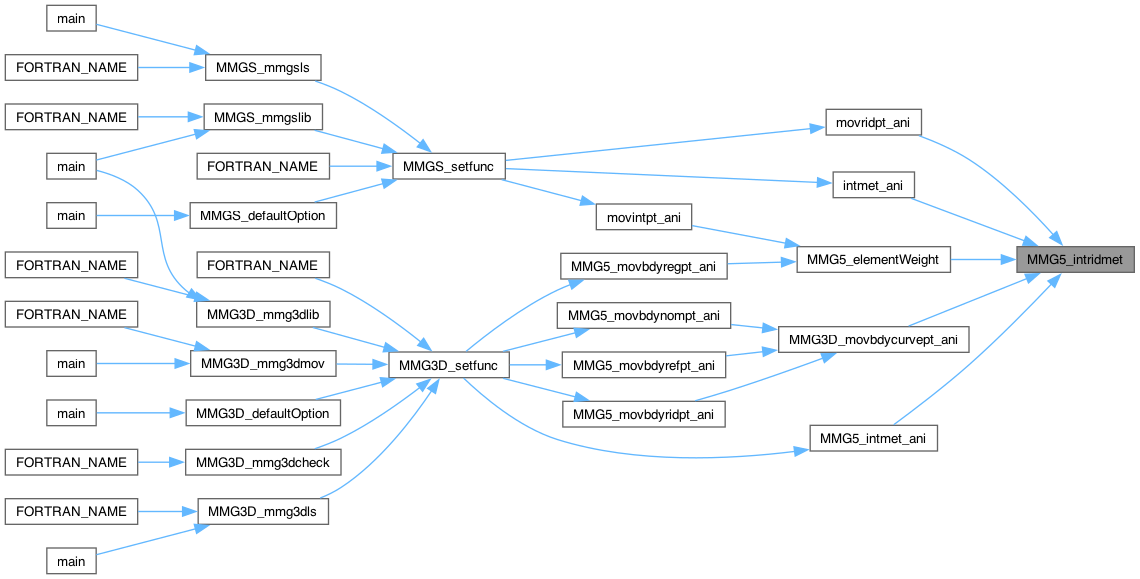 main
FORTRAN_NAME
MMGS_mmgsls
FORTRAN_NAME
MMGS_mmgslib
movridpt_ani
main
FORTRAN_NAME
MMGS_setfunc
intmet_ani
main
MMGS_defaultOption
movintpt_ani
FORTRAN_NAME
FORTRAN_NAME
MMG5_movbdyregpt_ani
MMG5_elementWeight
MMG5_intridmet
FORTRAN_NAME
MMG3D_mmg3dlib
MMG5_movbdynompt_ani
MMG3D_movbdycurvept_ani
main
MMG3D_mmg3dmov
MMG3D_setfunc
MMG5_movbdyrefpt_ani
main
MMG3D_defaultOption
MMG5_movbdyridpt_ani
MMG5_intmet_ani
FORTRAN_NAME
MMG3D_mmg3dcheck
FORTRAN_NAME
MMG3D_mmg3dls
main